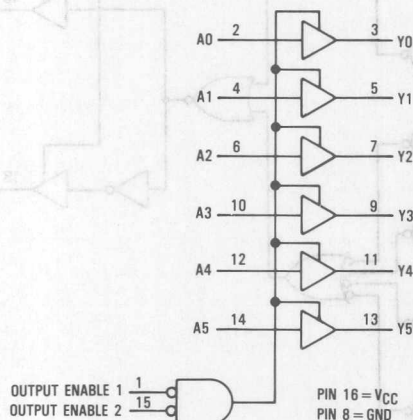 A0 2 3 Y0
A1 4 5 Y1
A2 6 7 Y2
A3 10 9 Y3
A4 12 11 Y4
A5 14 13 Y5
OUTPUT ENABLE 1 1
OUTPUT ENABLE 2 15
PIN 16 = VCC
PIN 8 = GND